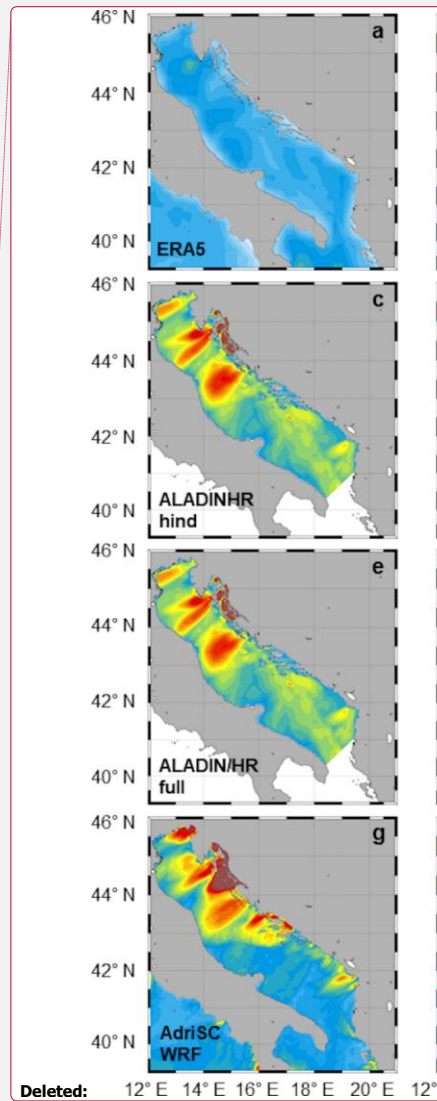 46° N
a
44° N
42° N
40° N
ERA5
46° N
c
44° N
42° N
40° N
ALADINHR
hind
46° N
e
44° N
42° N
40° N
ALADIN/HR
full
46° N
g
44° N
42° N
40° N
AdriSC
WRF
Deleted: 12° E 14° E 16° E 18° E 20° E 12°